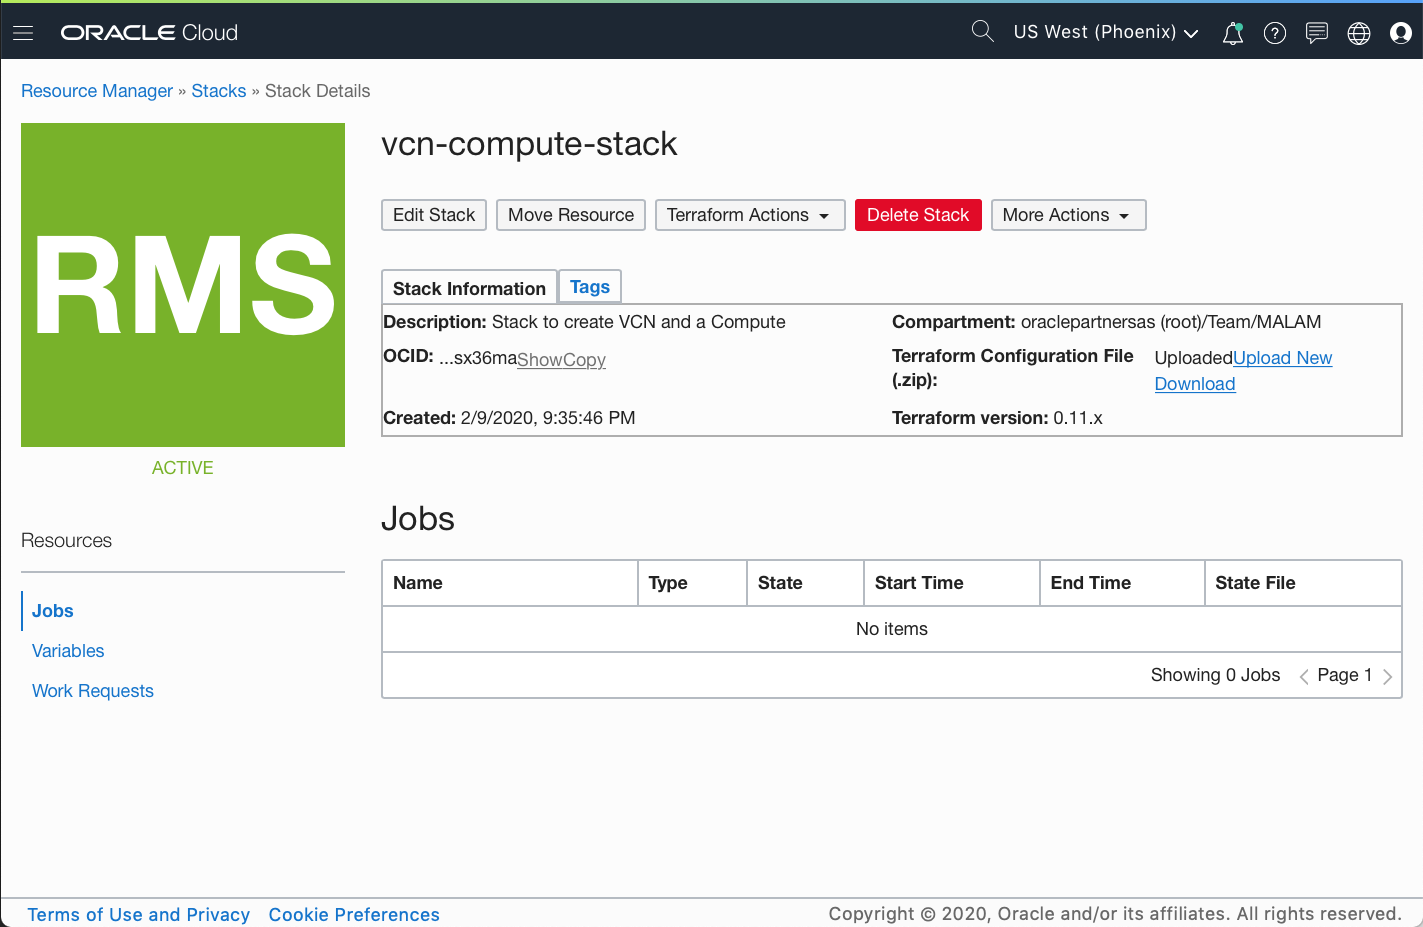 ORACLE Cloud
US West (Phoenix)
Resource Manager » Stacks » Stack Details
RMS
ACTIVE
vcn-compute-stack
Edit Stack Move Resource Terraform Actions Delete Stack More Actions
Stack Information Tags
Description: Stack to create VCN and a Compute
OCID: ...sx36maShowCopy
Created: 2/9/2020, 9:35:46 PM
Compartment: oraclepartnersas (root)/Team/MALAM
Terraform Configuration File (.zip): UploadedUpload New
Download
Terraform version: 0.11.x
Resources
Jobs
Variables
Work Requests
Jobs
Name Type State Start Time End Time State File
No items
Showing 0 Jobs < Page 1 >
Terms of Use and Privacy Cookie Preferences
Copyright © 2020, Oracle and/or its affiliates. All rights reserved.